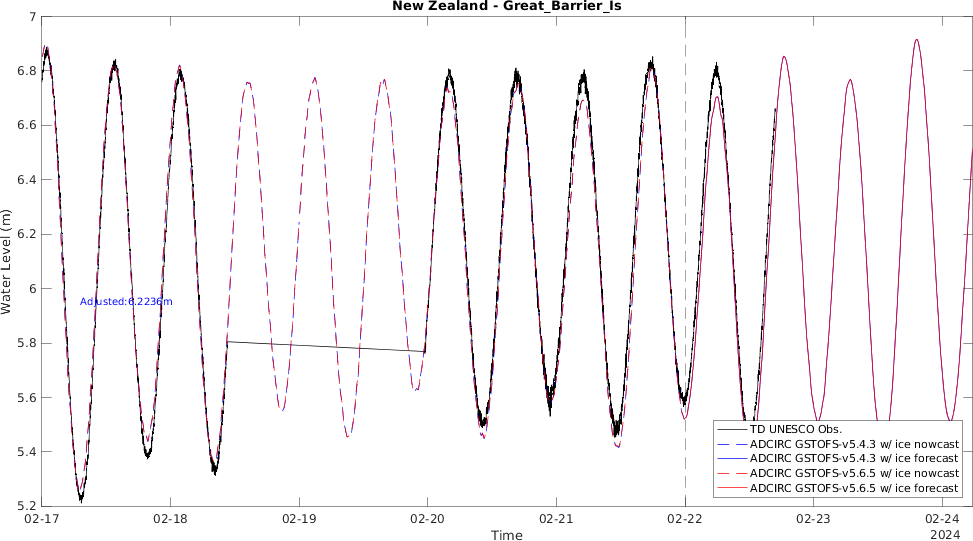 New Zealand - Great_Barrier_Is
7
6.8
6.6
6.4
6.2
6
5.8
5.6
5.4
5.2
Water Level (m)
Adjusted:6.2236m
TD UNESCO Obs.
ADCIRC GSTOFS-v5.4.3 w/ ice nowcast
ADCIRC GSTOFS-v5.4.3 w/ ice forecast
ADCIRC GSTOFS-v5.6.5 w/ ice nowcast
ADCIRC GSTOFS-v5.6.5 w/ ice forecast
02-17 02-18 02-19 02-20 02-21 02-22 02-23 02-24
Time
2024